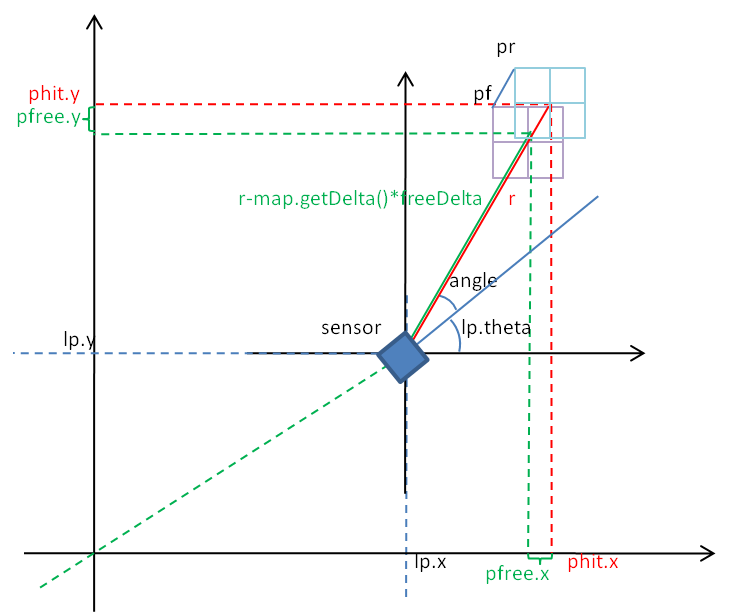 pr
phit.y
pf
pfree.y
r-map.getDelta()*freeDelta
r
angle
sensor
lp.theta
lp.y
lp.x
phit.x
pfree.x